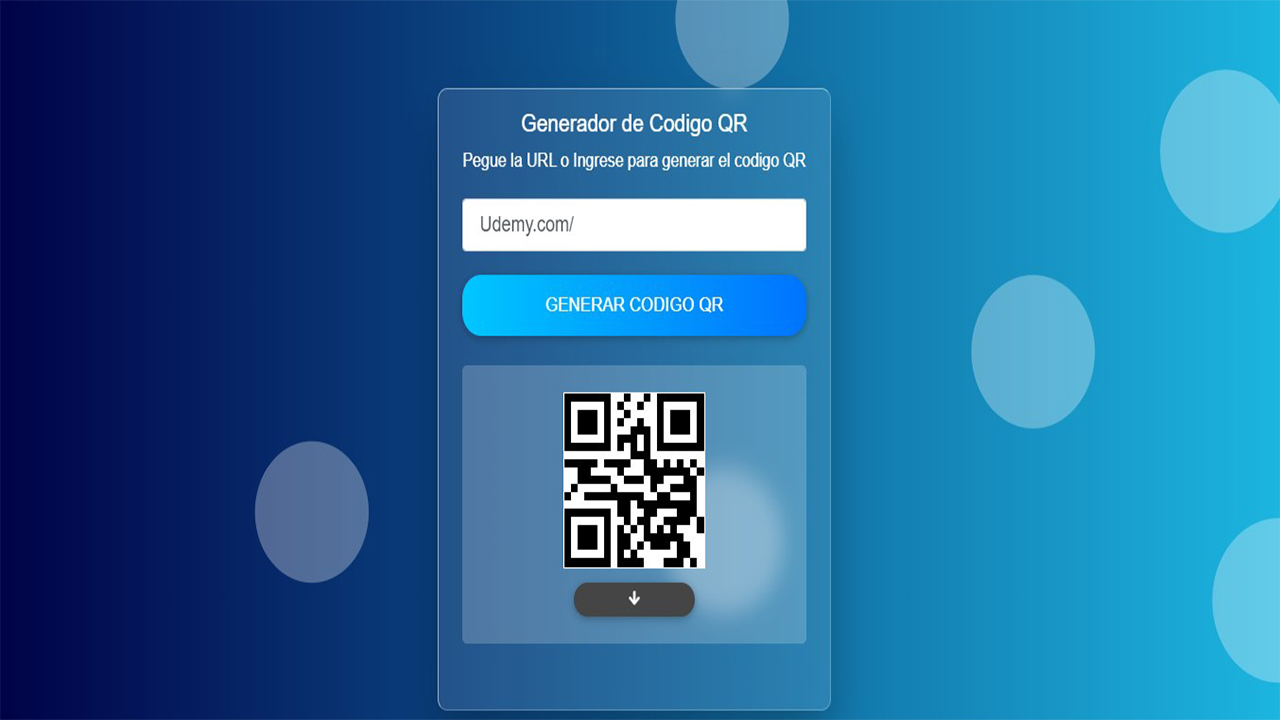 Generador de Codigo QR
Pegue la URL o Ingrese para generar el codigo QR
Udemy.com/
GENERAR CODIGO QR